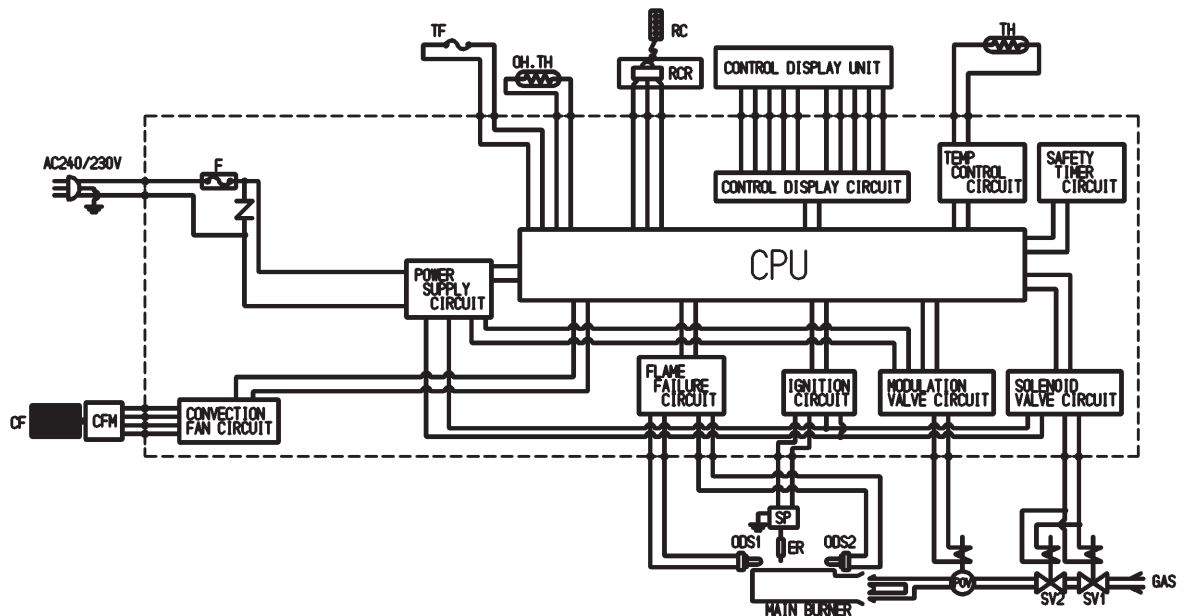 TF
RC
TH
OH.TH
RCR
CONTROL DISPLAY UNIT
AC240/230V
F
TEMP
CONTROL
CIRCUIT
SAFETY
TIMER
CIRCUIT
CONTROL DISPLAY CIRCUIT
CPU
POWER
SUPPLY
CIRCUIT
FLAME
FAILURE
CIRCUIT
IGNITION
CIRCUIT
MODULATION
VALVE CIRCUIT
SOLENOID
VALVE CIRCUIT
CF
CFM
CONVECTION
FAN CIRCUIT
SP
ODS1
ER
ODS2
POV
SV2
SV1
GAS
MAIN BURNER